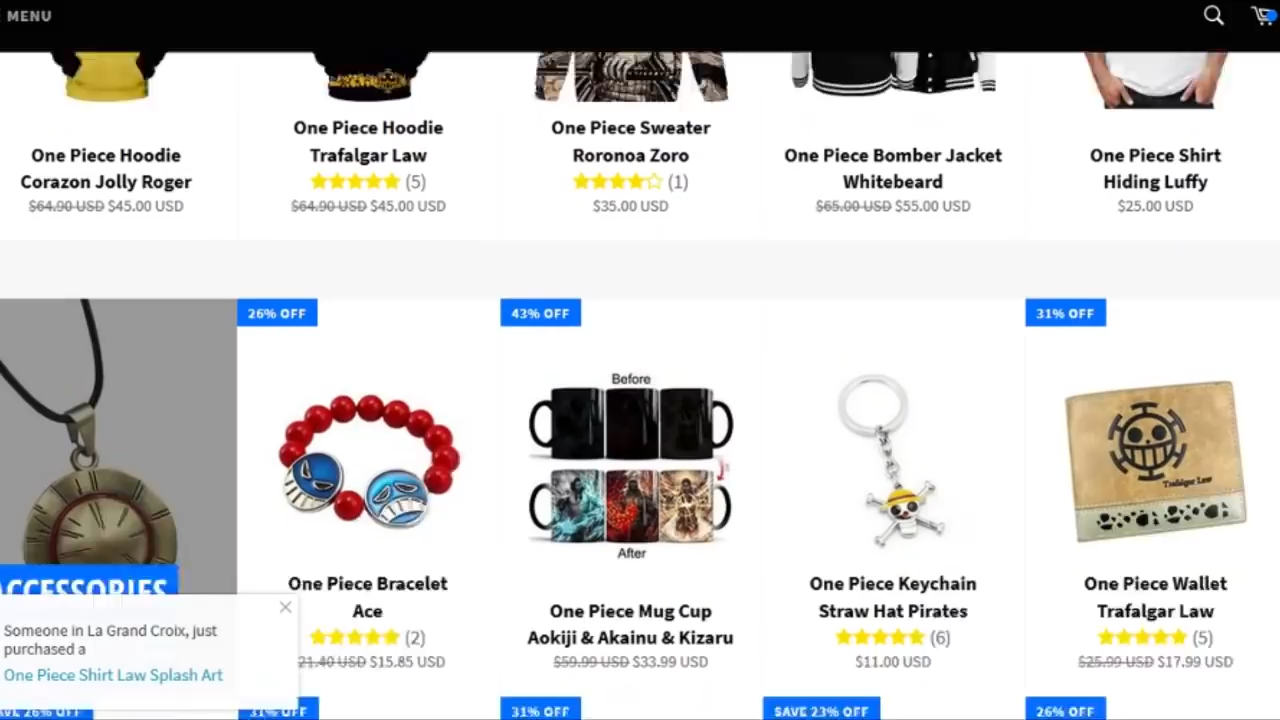 MENU
One Piece Hoodie
Corazon Jolly Roger
$64.90 USD $45.00 USD
One Piece Hoodie
Trafalgar Law
(5)
$64.90 USD $45.00 USD
One Piece Sweater
Roronoa Zoro
(1)
$35.00 USD
One Piece Bomber Jacket
Whitebeard
$65.00 USD $55.00 USD
One Piece Shirt
Hiding Luffy
$25.00 USD
ACCESSORIES
26% OFF
One Piece Bracelet
Ace
(2)
21.40 USD $15.85 USD
43% OFF
Before
After
One Piece Mug Cup
Aokiji & Akainu & Kizaru
$59.99 USD $33.99 USD
One Piece Keychain
Straw Hat Pirates
(6)
$11.00 USD
31% OFF
Trafalgar Law
One Piece Wallet
Trafalgar Law
(5)
$25.99 USD $17.99 USD
Someone in La Grand Croix, just
purchased a
One Piece Shirt Law Splash Art
SAVE 26% OFF
31% OFF
31% OFF
SAVE 23% OFF
26% OFF